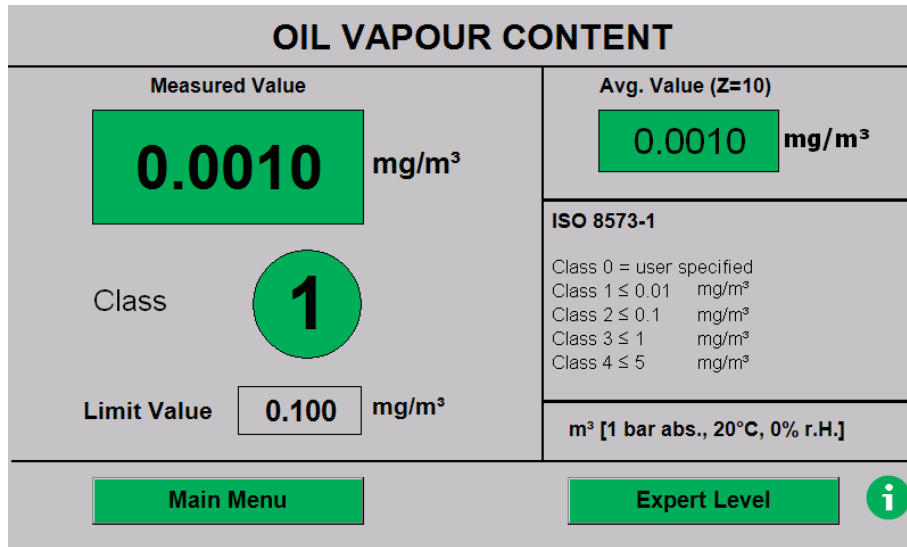 OIL VAPOUR CONTENT
Measured Value
0.0010 mg/m³
Class 1
Limit Value 0.100 mg/m³
Avg. Value (Z=10)
0.0010 mg/m³
ISO 8573-1
Class 0 = user specified
Class 1 ≤ 0.01 mg/m³
Class 2 ≤ 0.1 mg/m³
Class 3 ≤ 1 mg/m³
Class 4 ≤ 5 mg/m³
m³ [1 bar abs., 20°C, 0% r.H.]
Main Menu
Expert Level
i